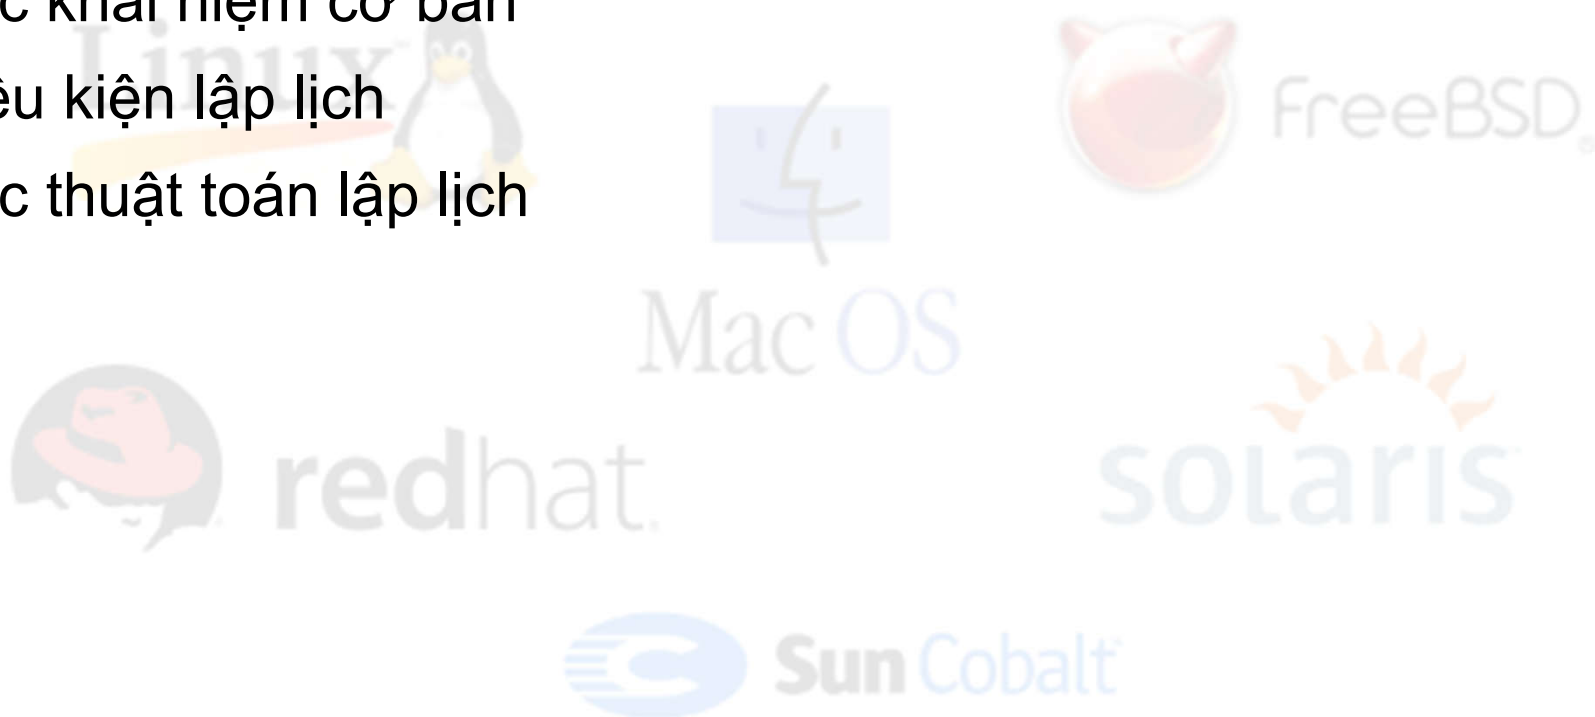 c khái niệm cơ bản
Linux
ều kiện lập lịch
FreeBSD
c thuật toán lập lịch
Mac OS
redhat.
solaris
Sun Cobalt